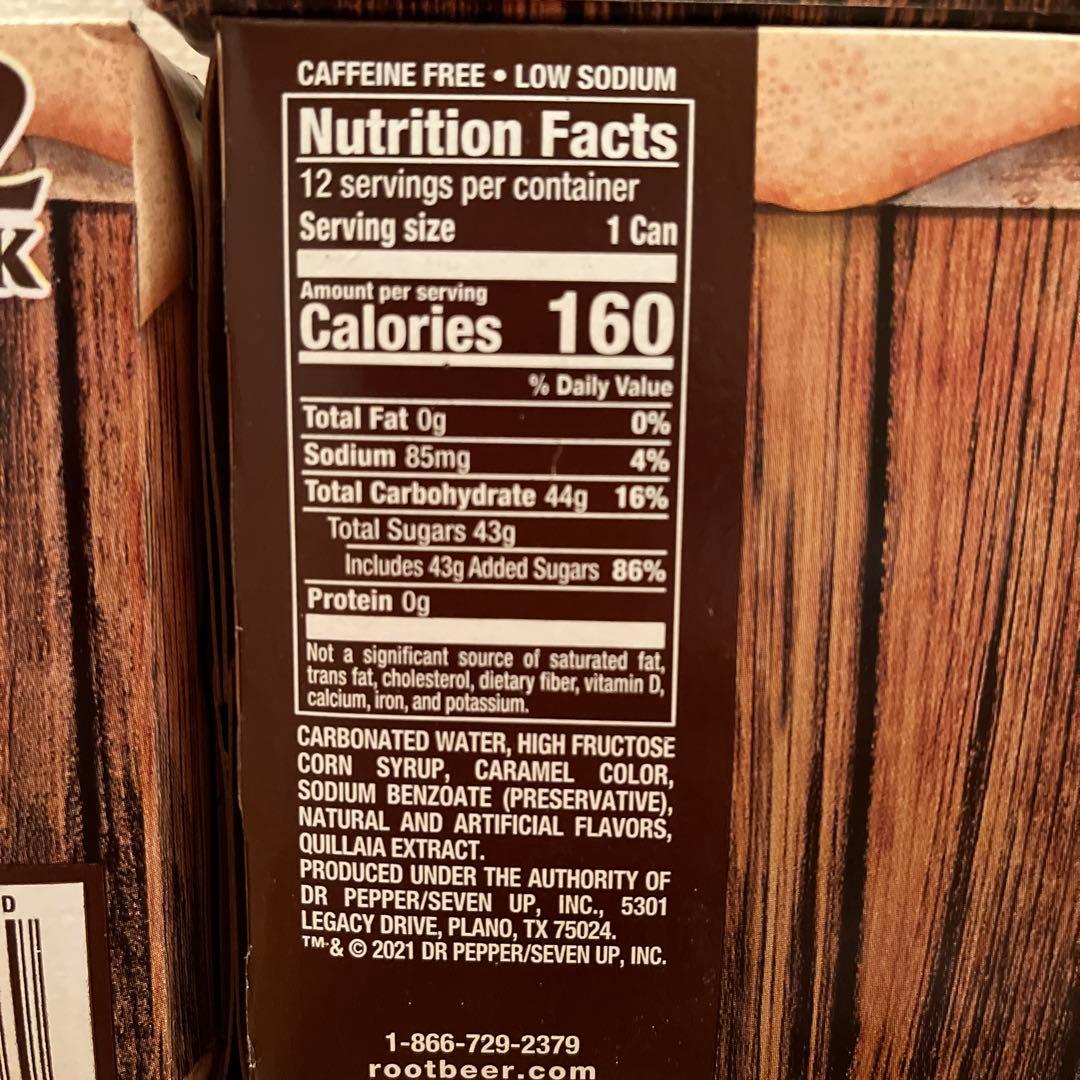 CAFFEINE FREE • LOW SODIUM
Nutrition Facts
12 servings per container
Serving size 1 Can
Amount per serving
Calories 160
% Daily Value
Total Fat 0g 0%
Sodium 85mg 4%
Total Carbohydrate 44g 16%
Total Sugars 43g
Includes 43g Added Sugars 86%
Protein 0g
Not a significant source of saturated fat,
trans fat, cholesterol, dietary fiber, vitamin D,
calcium, iron, and potassium.
CARBONATED WATER, HIGH FRUCTOSE
CORN SYRUP, CARAMEL COLOR,
SODIUM BENZOATE (PRESERVATIVE),
NATURAL AND ARTIFICIAL FLAVORS,
QUILLAIA EXTRACT.
PRODUCED UNDER THE AUTHORITY OF
DR PEPPER/SEVEN UP, INC., 5301
LEGACY DRIVE, PLANO, TX 75024.
TM & © 2021 DR PEPPER/SEVEN UP, INC.
1-866-729-2379
rootbeer.com